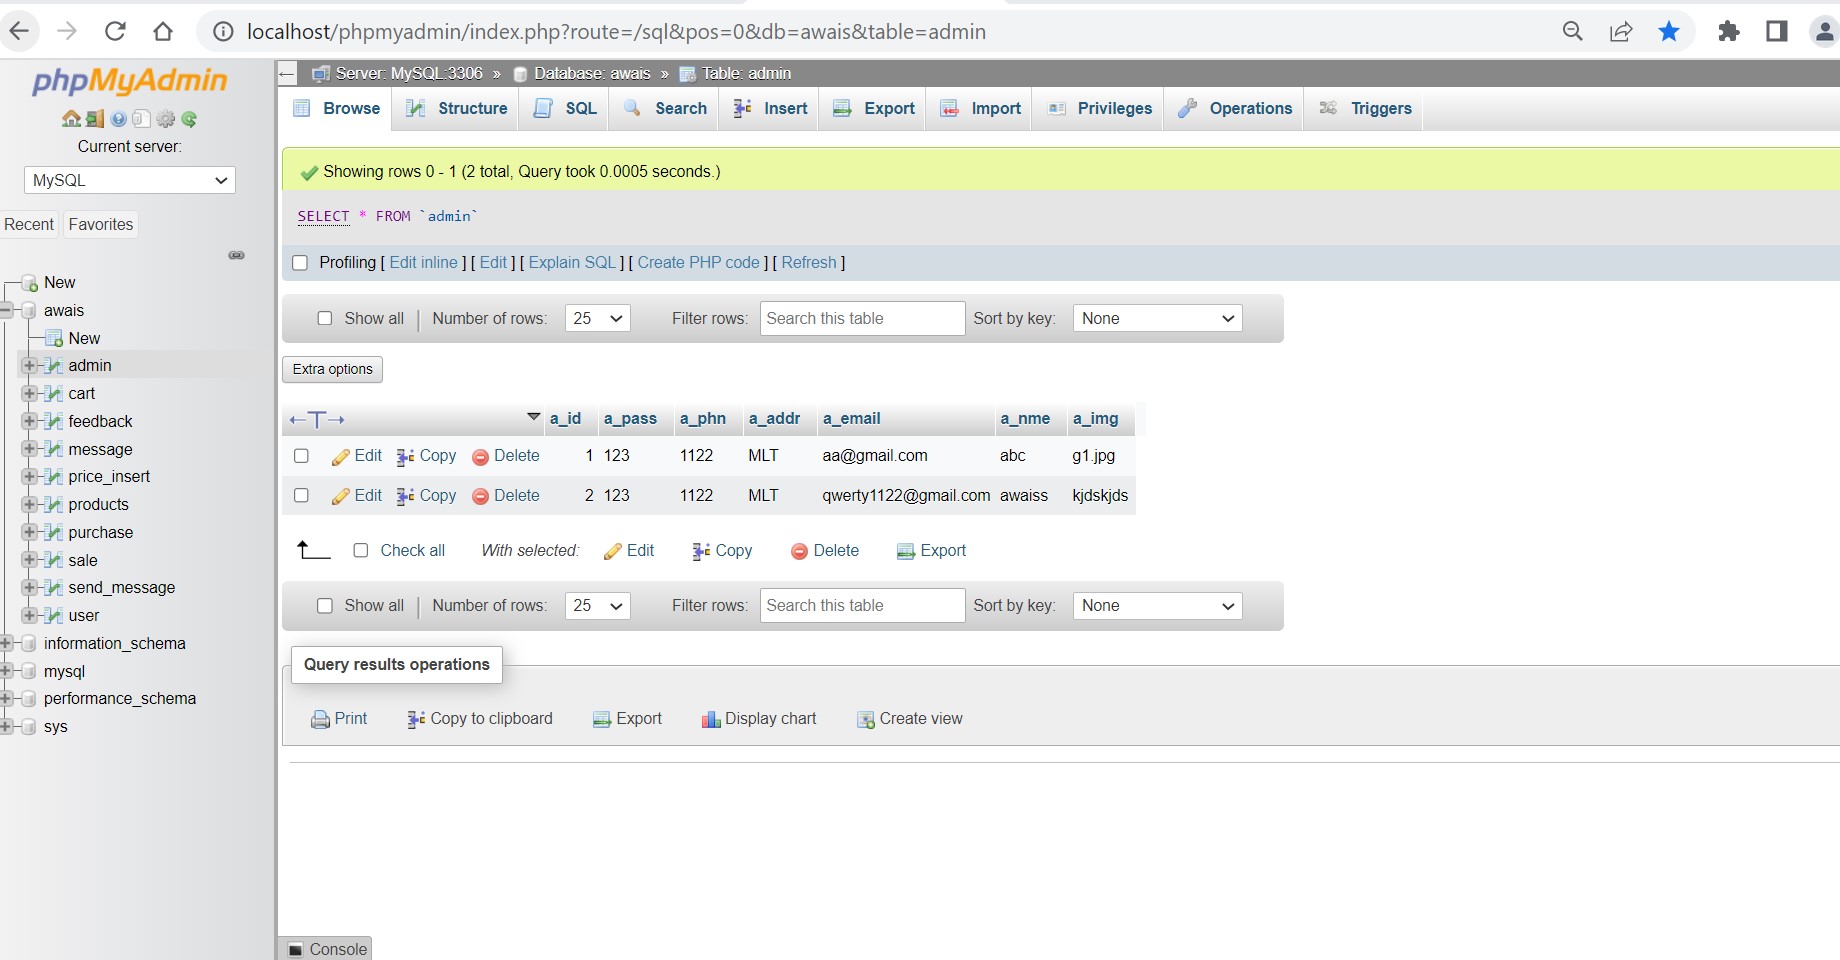 localhost/phpmyadmin/index.php?route=/sql&pos=0&db=awais&table=admin
phpMyAdmin
Current server:
MySQL
Recent Favorites
New
awais
New
admin
cart
feedback
message
price_insert
products
purchase
sale
send_message
user
information_schema
mysql
performance_schema
sys
Server: MySQL:3306 » Database: awais » Table: admin
Browse Structure SQL Search Insert Export Import Privileges Operations Triggers
Showing rows 0 - 1 (2 total, Query took 0.0005 seconds.)
SELECT * FROM `admin`
Profiling [ Edit inline ] [ Edit ] [ Explain SQL ] [ Create PHP code ] [ Refresh ]
Show all | Number of rows: 25 Filter rows: Search this table Sort by key: None
Extra options
←T→ a_id a_pass a_phn a_addr a_email a_nme a_img
Edit Copy Delete 1 123 1122 MLT aa@gmail.com abc g1.jpg
Edit Copy Delete 2 123 1122 MLT qwerty1122@gmail.com awaiss kjdskjds
Check all With selected: Edit Copy Delete Export
Show all | Number of rows: 25 Filter rows: Search this table Sort by key: None
Query results operations
Print Copy to clipboard Export Display chart Create view
Console